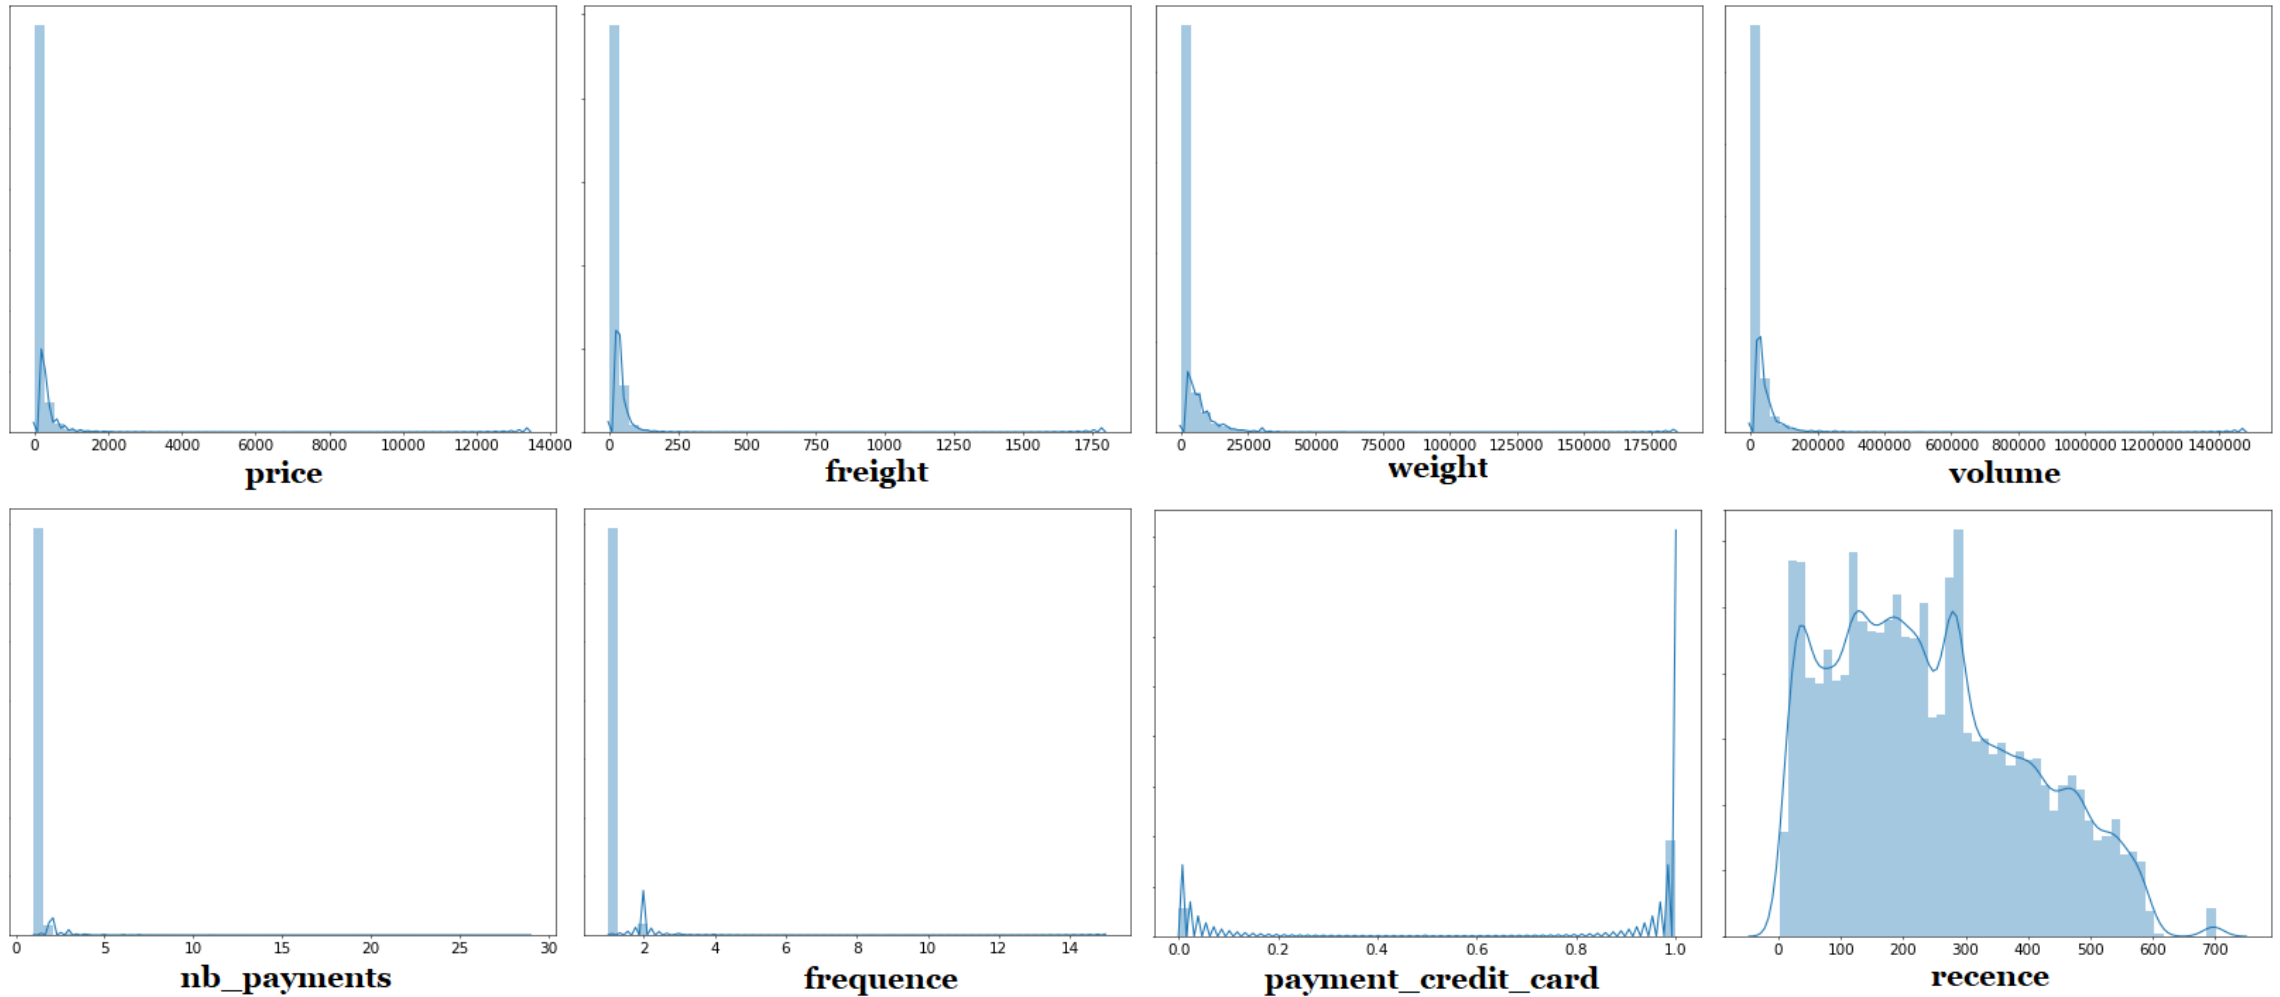 0 2000 4000 6000 8000 10000 12000 14000
price
0 250 500 750 1000 1250 1500 1750
freight
0 25000 50000 75000 100000 125000 150000 175000
weight
0 200000 400000 600000 800000 1000000 1200000 1400000
volume
0 5 10 15 20 25 30
nb_payments
2 4 6 8 10 12 14
frequence
0.0 0.2 0.4 0.6 0.8 1.0
payment_credit_card
0 100 200 300 400 500 600 700
recence